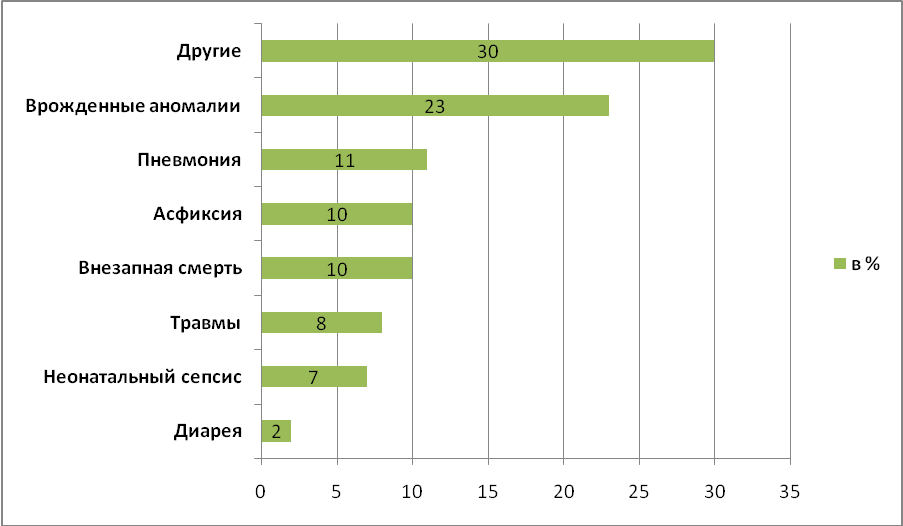 Другие
30
Врожденные аномалии
23
Пневмония
11
Асфиксия
10
Внезапная смерть
10
в %
Травмы
8
Неонатальный сепсис
7
Диарея
2
0 5 10 15 20 25 30 35